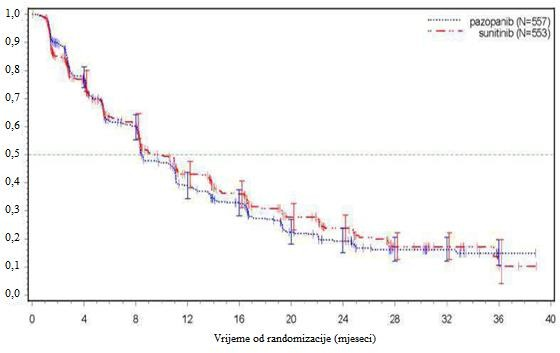 1,0
pazopanib (N=557)
0,9
sunitinib (N=553)
0,8
0,7
0,6
0,5
0,4
0,3
0,2
0,1
0,0
0 4 8 12 16 20 24 28 32 36 40
Vrijeme od randomizacije (mjeseci)